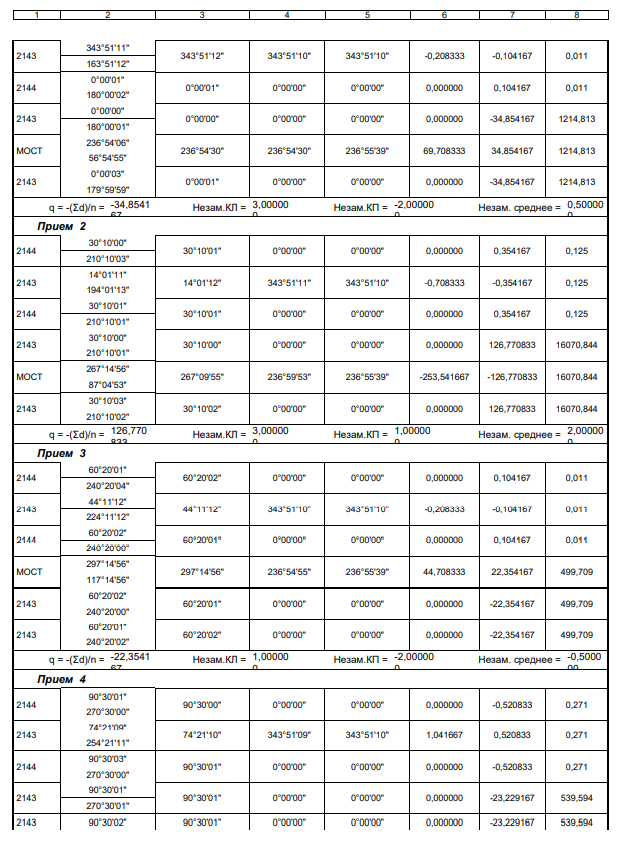 1 2 3 4 5 6 7 8
343°51'11"
2143 343°51'12" 343°51'10" 343°51'10" -0,208333 -0,104167 0,011
163°51'12"
0°00'01"
2144 0°00'01" 0°00'00" 0°00'00" 0,000000 0,104167 0,011
180°00'02"
0°00'00"
2143 0°00'00" 0°00'00" 0°00'00" 0,000000 -34,854167 1214,813
180°00'01"
236°54'06"
МОСТ 236°54'30" 236°54'30" 236°55'39" 69,708333 34,854167 1214,813
56°54'55"
0°00'03"
2143 0°00'01" 0°00'00" 0°00'00" 0,000000 -34,854167 1214,813
179°59'59"
q = -(Σd)/n = -34,8541 Незам.КЛ = 3,00000 Незам.КП = -2,00000 Незам. среднее = 0,50000
67 0 0 0
Прием 2
30°10'00"
2144 30°10'01" 0°00'00" 0°00'00" 0,000000 0,354167 0,125
210°10'03"
14°01'11"
2143 14°01'12" 343°51'11" 343°51'10" -0,708333 -0,354167 0,125
194°01'13"
30°10'01"
2144 30°10'01" 0°00'00" 0°00'00" 0,000000 0,354167 0,125
210°10'01"
30°10'00"
2143 30°10'00" 0°00'00" 0°00'00" 0,000000 126,770833 16070,844
210°10'01"
267°14'56"
МОСТ 267°09'55" 236°59'53" 236°55'39" -253,541667 -126,770833 16070,844
87°04'53"
30°10'03"
2143 30°10'02" 0°00'00" 0°00'00" 0,000000 126,770833 16070,844
210°10'02"
q = -(Σd)/n = 126,770 Незам.КЛ = 3,00000 Незам.КП = 1,00000 Незам. среднее = 2,00000
833 0 0 0
Прием 3
60°20'01"
2144 60°20'02" 0°00'00" 0°00'00" 0,000000 0,104167 0,011
240°20'04"
44°11'12"
2143 44°11'12" 343°51'10" 343°51'10" -0,208333 -0,104167 0,011
224°11'12"
60°20'02"
2144 60°20'01" 0°00'00" 0°00'00" 0,000000 0,104167 0,011
240°20'00"
297°14'56"
МОСТ 297°14'56" 236°54'55" 236°55'39" 44,708333 22,354167 499,709
117°14'56"
60°20'02"
2143 60°20'01" 0°00'00" 0°00'00" 0,000000 -22,354167 499,709
240°20'00"
60°20'01"
2143 60°20'02" 0°00'00" 0°00'00" 0,000000 -22,354167 499,709
240°20'02"
q = -(Σd)/n = -22,3541 Незам.КЛ = 1,00000 Незам.КП = -2,00000 Незам. среднее = -0,5000
67 0 0 00
Прием 4
90°30'01"
2144 90°30'00" 0°00'00" 0°00'00" 0,000000 -0,520833 0,271
270°30'00"
74°21'09"
2143 74°21'10" 343°51'09" 343°51'10" 1,041667 0,520833 0,271
254°21'11"
90°30'03"
2144 90°30'01" 0°00'00" 0°00'00" 0,000000 -0,520833 0,271
270°30'00"
90°30'01"
2143 90°30'01" 0°00'00" 0°00'00" 0,000000 -23,229167 539,594
270°30'01"
2143 90°30'02" 90°30'01" 0°00'00" 0°00'00" 0,000000 -23,229167 539,594